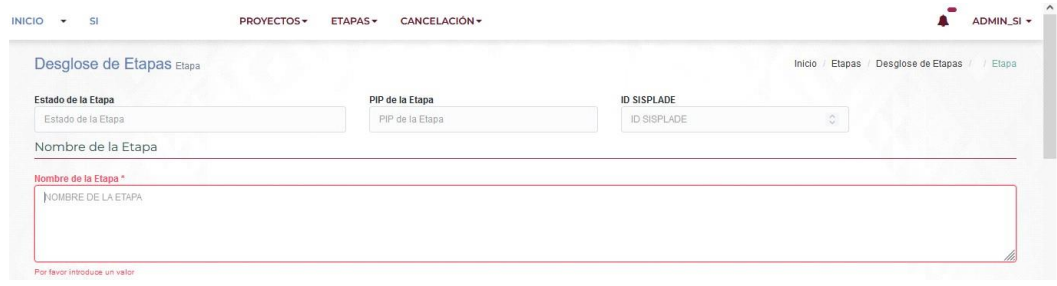 INICIO SI PROYECTOS ETAPAS CANCELACIÓN ADMIN_SI
Desglose de Etapas Etapa Inicio / Etapas / Desglose de Etapas / / Etapa
Estado de la Etapa PIP de la Etapa ID SISPLADE
Estado de la Etapa PIP de la Etapa ID SISPLADE
Nombre de la Etapa
Nombre de la Etapa *
NOMBRE DE LA ETAPA
Por favor introduce un valor